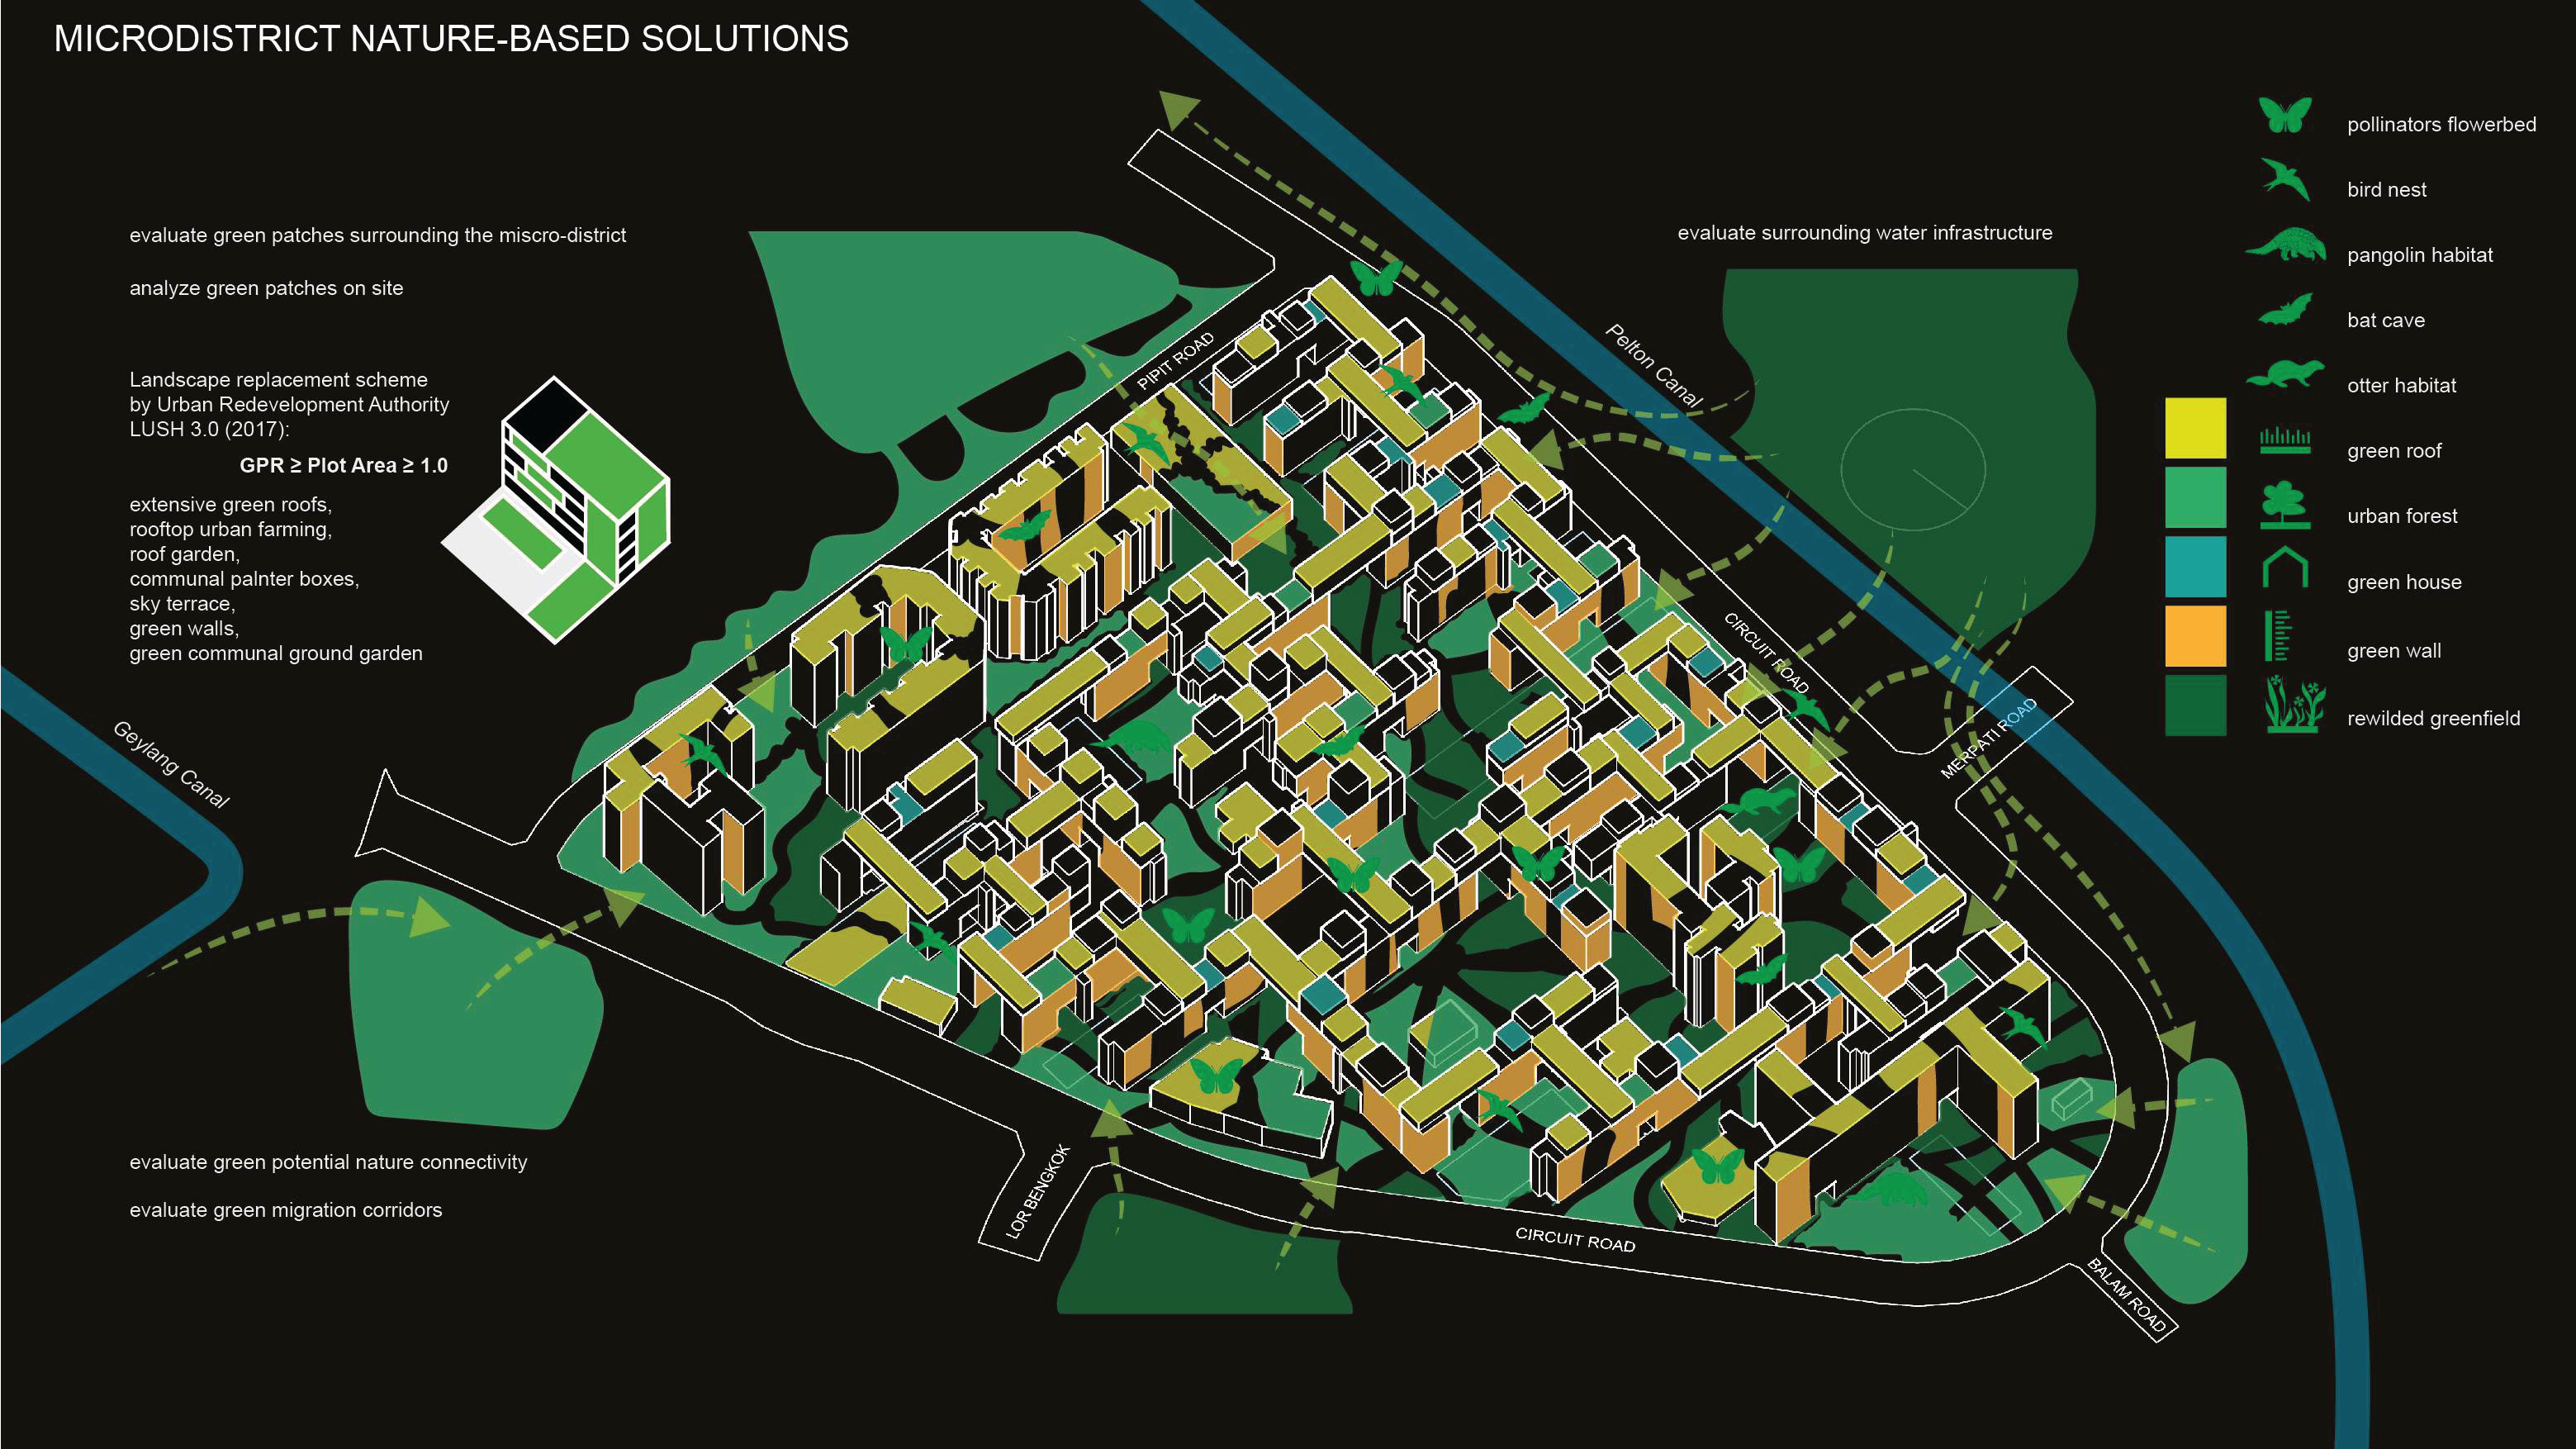 MICRODISTRICT NATURE-BASED SOLUTIONS
evaluate green patches surrounding the miscro-district
analyze green patches on site
Landscape replacement scheme
by Urban Redevelopment Authority
LUSH 3.0 (2017):
GPR ≥ Plot Area ≥ 1.0
extensive green roofs,
rooftop urban farming,
roof garden,
communal palnter boxes,
sky terrace,
green walls,
green communal ground garden
Geylang Canal
evaluate green potential nature connectivity
evaluate green migration corridors
PIPIT ROAD
evaluate surrounding water infrastructure
Pelton Canal
CIRCUIT ROAD
MERPATI ROAD
LOR BENGKOK
CIRCUIT ROAD
BALAM ROAD
pollinators flowerbed
bird nest
pangolin habitat
bat cave
otter habitat
green roof
urban forest
green house
green wall
rewilded greenfield